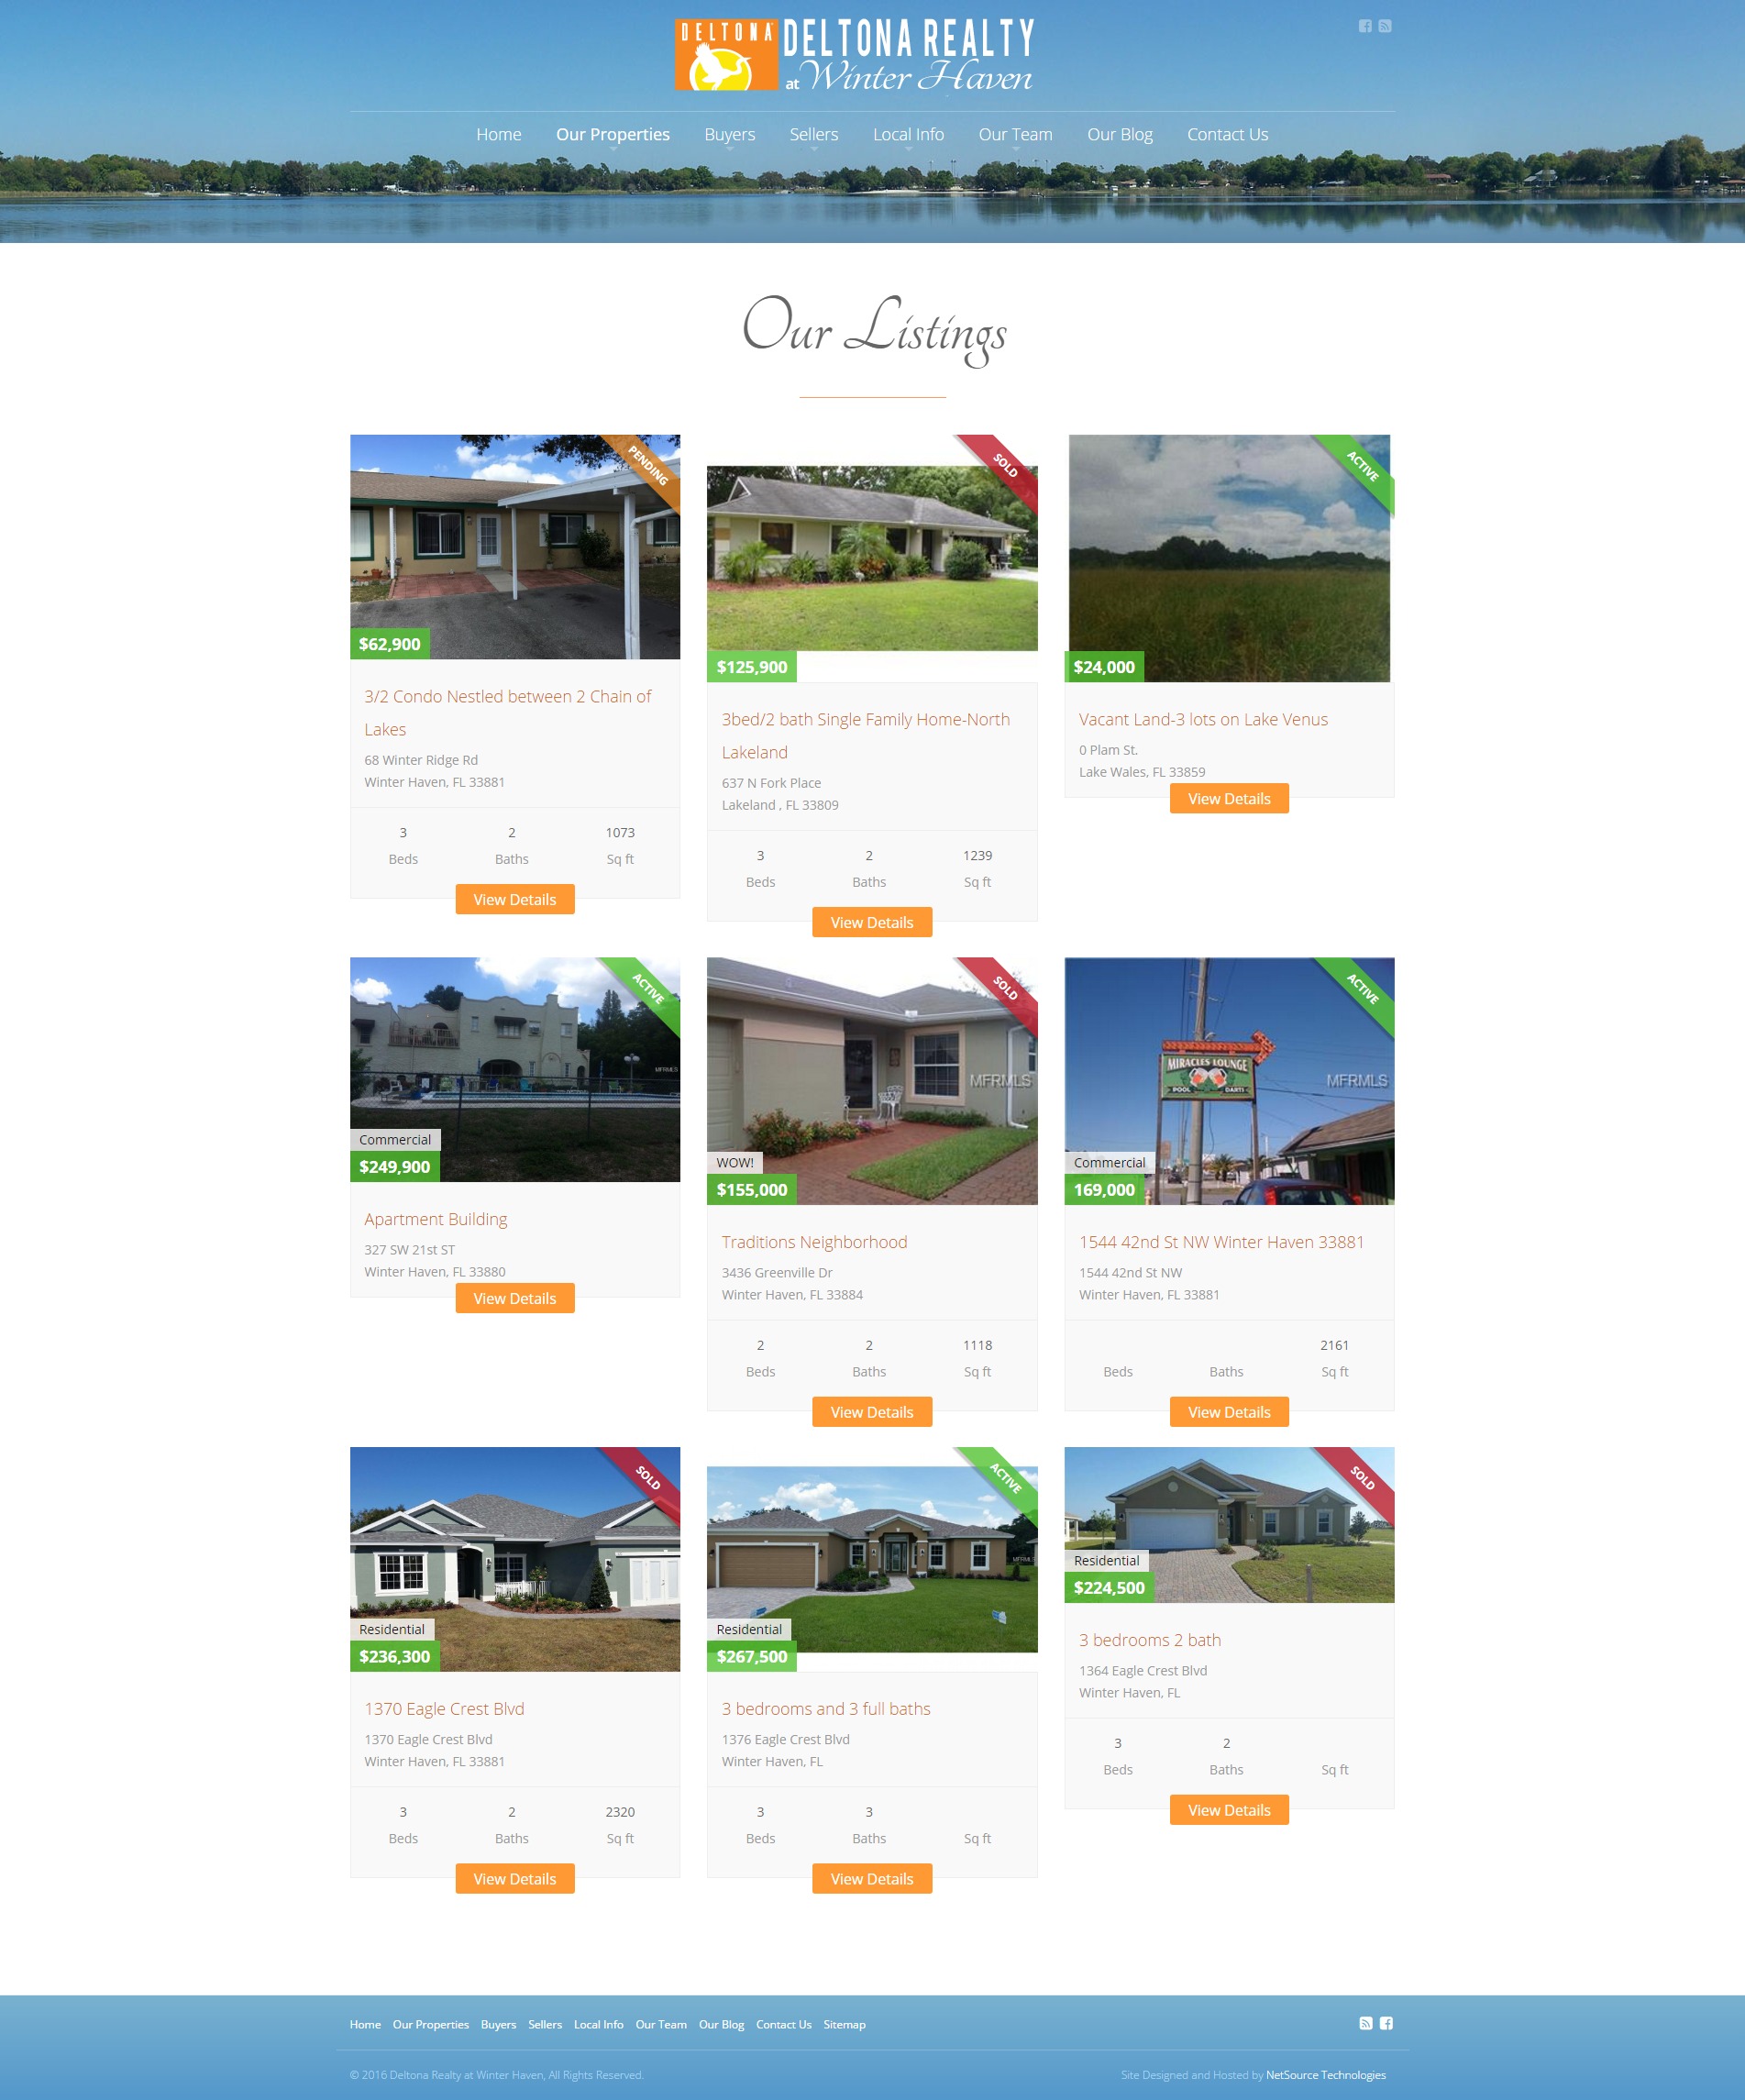 DELTONA
DELTONA REALTY
at Winter Haven
Home Our Properties Buyers Sellers Local Info Our Team Our Blog Contact Us
Our Listings
PENDING
$62,900
3/2 Condo Nestled between 2 Chain of
Lakes
68 Winter Ridge Rd
Winter Haven, FL 33881
3 2 1073
Beds Baths Sq ft
View Details
SOLD
$125,900
3bed/2 bath Single Family Home-North
Lakeland
637 N Fork Place
Lakeland , FL 33809
3 2 1239
Beds Baths Sq ft
View Details
ACTIVE
$24,000
Vacant Land-3 lots on Lake Venus
0 Plam St.
Lake Wales, FL 33859
View Details
ACTIVE
MFRMLS
Commercial
$249,900
Apartment Building
327 SW 21st ST
Winter Haven, FL 33880
View Details
SOLD
MFRMLS
WOW!
$155,000
Traditions Neighborhood
3436 Greenville Dr
Winter Haven, FL 33884
2 2 1118
Beds Baths Sq ft
View Details
ACTIVE
MIRACLES LOUNGE
POOL DARTS
MFRMLS
Commercial
169,000
1544 42nd St NW Winter Haven 33881
1544 42nd St NW
Winter Haven, FL 33881
2161
Beds Baths Sq ft
View Details
SOLD
Residential
$236,300
1370 Eagle Crest Blvd
1370 Eagle Crest Blvd
Winter Haven, FL 33881
3 2 2320
Beds Baths Sq ft
View Details
ACTIVE
MFRMLS
Residential
$267,500
3 bedrooms and 3 full baths
1376 Eagle Crest Blvd
Winter Haven, FL
3 3
Beds Baths Sq ft
View Details
SOLD
Residential
$224,500
3 bedrooms 2 bath
1364 Eagle Crest Blvd
Winter Haven, FL
3 2
Beds Baths Sq ft
View Details
Home Our Properties Buyers Sellers Local Info Our Team Our Blog Contact Us Sitemap
© 2016 Deltona Realty at Winter Haven, All Rights Reserved.
Site Designed and Hosted by NetSource Technologies